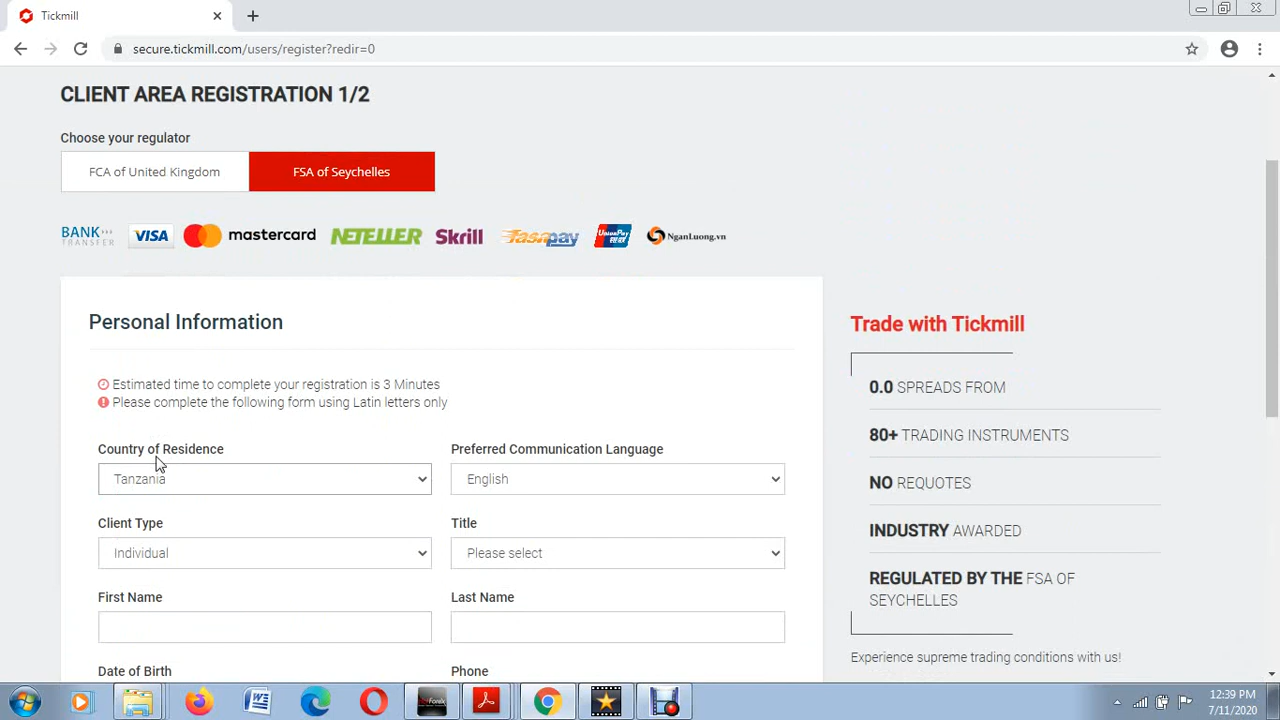 Tickmill
secure.tickmill.com/users/register?redir=0
CLIENT AREA REGISTRATION 1/2
Choose your regulator
FCA of United Kingdom
FSA of Seychelles
BANK
TRANSFER
VISA
mastercard
NETELLER
Skrill
fasapay
UnionPay
银联
NganLuong.vn
Personal Information
Estimated time to complete your registration is 3 Minutes
Please complete the following form using Latin letters only
Country of Residence
Tanzania
Preferred Communication Language
English
Client Type
Individual
Title
Please select
First Name
Last Name
Date of Birth
Phone
Trade with Tickmill
0.0 SPREADS FROM
80+ TRADING INSTRUMENTS
NO REQUOTES
INDUSTRY AWARDED
REGULATED BY THE FSA OF
SEYCHELLES
Experience supreme trading conditions with us!
12:39 PM
7/11/2020